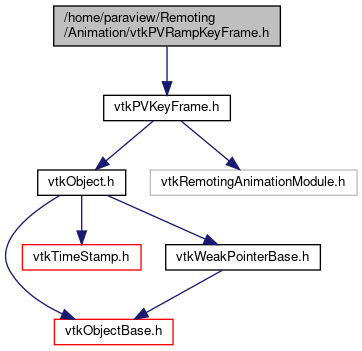 /home/paraview/Remoting
/Animation/vtkPVRampKeyFrame.h
vtkPVKeyFrame.h
vtkObject.h
vtkRemotingAnimationModule.h
vtkTimeStamp.h
vtkWeakPointerBase.h
vtkObjectBase.h